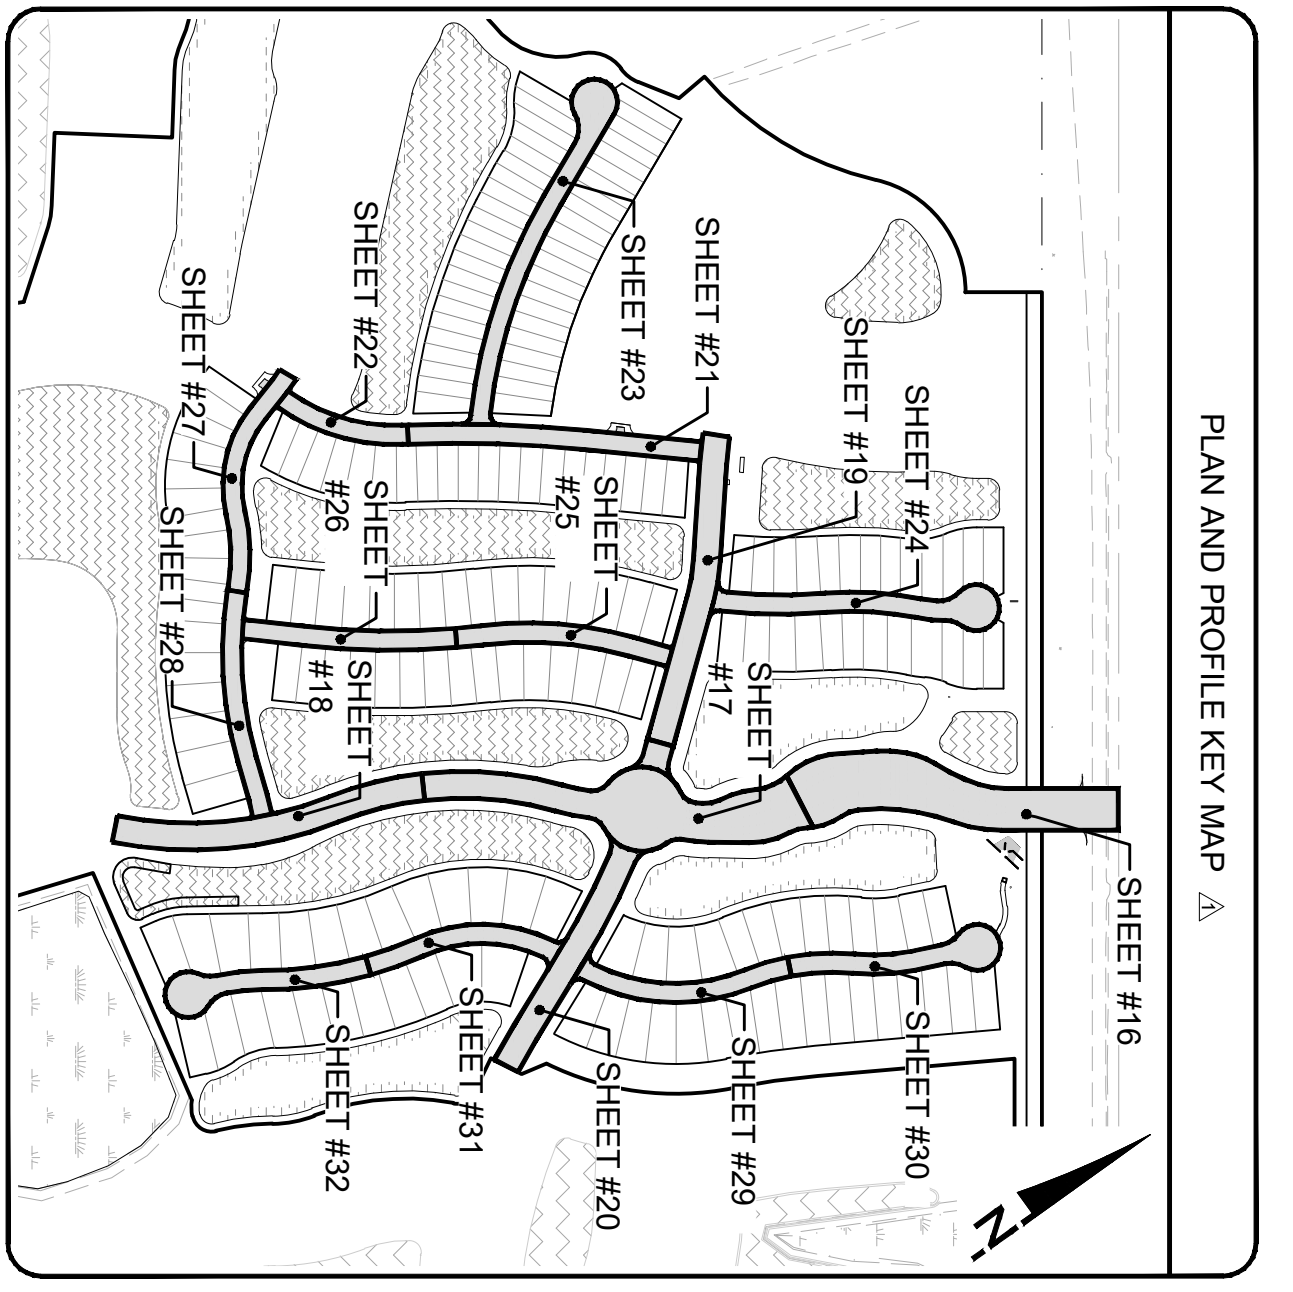 PLAN AND PROFILE KEY MAP 1
SHEET #16
N
SHEET #24
SHEET #30
SHEET #19
SHEET
#17
SHEET #29
SHEET #21
SHEET #23
SHEET
#25
SHEET #20
SHEET #31
SHEET #22
SHEET
#26
SHEET
#18
SHEET #32
SHEET #27
SHEET #28